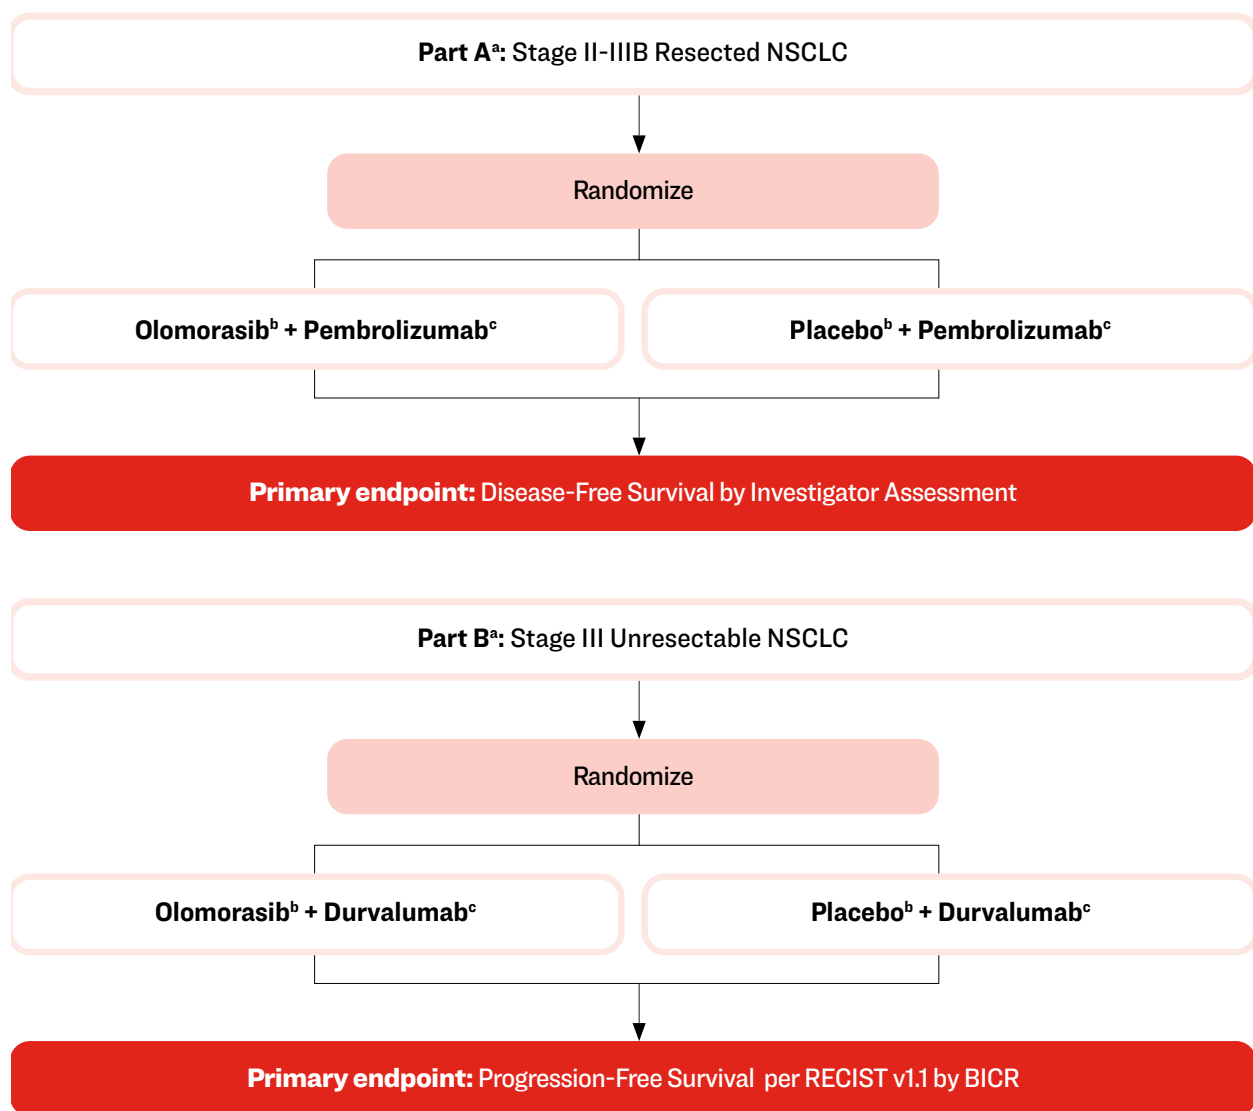 Part Aᵃ: Stage II-IIIB Resected NSCLC
Randomize
Olomorasibᵇ + Pembrolizumabᶜ
Placeboᵇ + Pembrolizumabᶜ
Primary endpoint: Disease-Free Survival by Investigator Assessment
Part Bᵃ: Stage III Unresectable NSCLC
Randomize
Olomorasibᵇ + Durvalumabᶜ
Placeboᵇ + Durvalumabᶜ
Primary endpoint: Progression-Free Survival per RECIST v1.1 by BICR